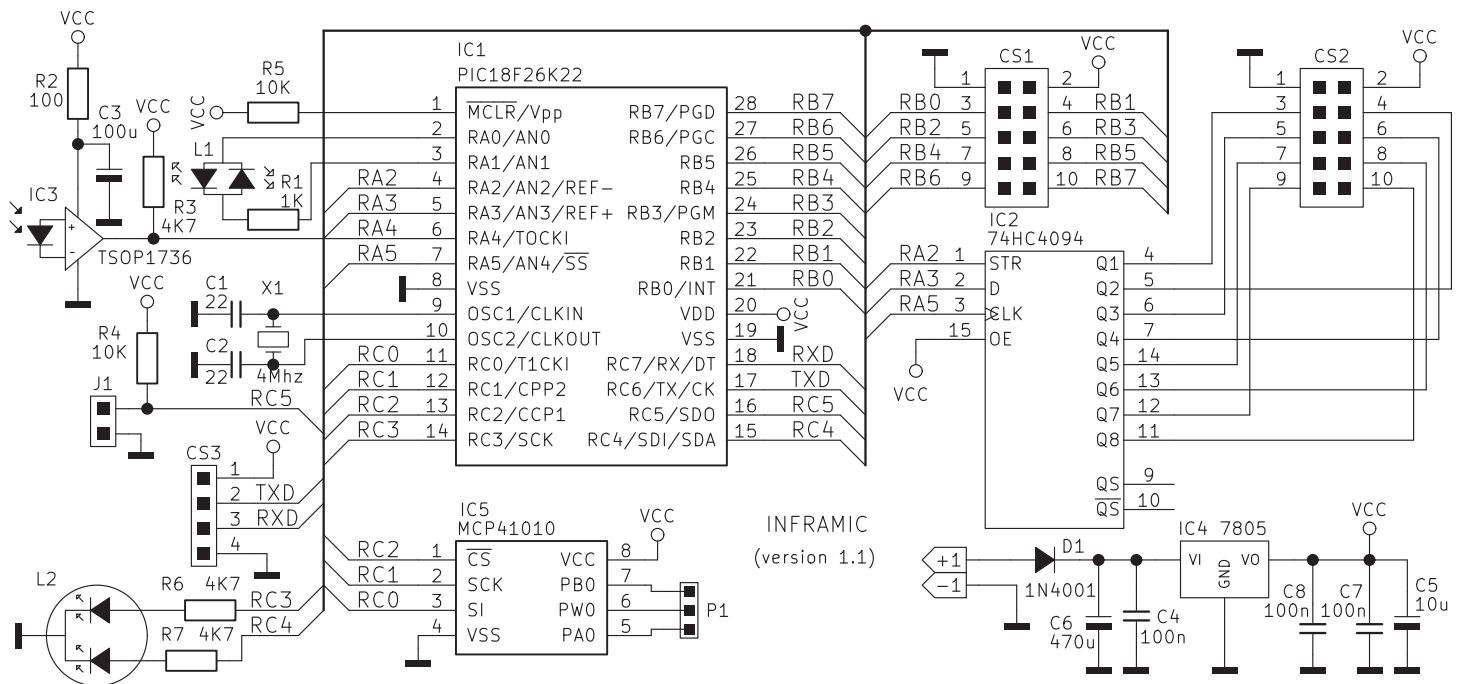 VCC
R2
100
C3
100u
VCC
IC3
R3
4K7
TSOP1736
L1
R1
1K
VCC
R5
10K
IC1
PIC18F26K22
1 MCLR/Vpp
2 RA0/AN0
3 RA1/AN1
RA2 4 RA2/AN2/REF-
RA3 5 RA3/AN3/REF+
RA4 6 RA4/TOCKI
RA5 7 RA5/AN4/SS
8 VSS
9 OSC1/CLKIN
10 OSC2/CLKOUT
RC0 11 RC0/T1CKI
RC1 12 RC1/CPP2
RC2 13 RC2/CCP1
RC3 14 RC3/SCK
RB7/PGD 28 RB7
RB6/PGC 27 RB6
RB5 26 RB5
RB4 25 RB4
RB3/PGM 24 RB3
RB2 23 RB2
RB1 22 RB1
RB0/INT 21 RB0
VDD 20 VCC
VSS 19
RC7/RX/DT 18 RXD
RC6/TX/CK 17 TXD
RC5/SDO 16 RC5
RC4/SDI/SDA 15 RC4
C1
22
X1
C2
22
4Mhz
VCC
R4
10K
J1
RC5
VCC
CS3
1
2 TXD
3 RXD
4
L2
R6 4K7 RC3
R7 4K7 RC4
IC5
MCP41010
RC2 1 CS
RC1 2 SCK
RC0 3 SI
4 VSS
VCC 8
VCC
PB0 7
PW0 6
PA0 5
P1
INFRAMIC
(version 1.1)
CS1
VCC
1 2
RB0 3 4 RB1
RB2 5 6 RB3
RB4 7 8 RB5
RB6 9 10 RB7
CS2
VCC
1 2
3 4
5 6
7 8
9 10
IC2
74HC4094
RA2 1 STR
RA3 2 D
RA5 3 CLK
15 OE
VCC
Q1 4
Q2 5
Q3 6
Q4 7
Q5 14
Q6 13
Q7 12
Q8 11
QS 9
QS 10
+1
-1
D1
1N4001
C6
470u
C4
100n
IC4 7805
VI VO
GND
VCC
C8
100n
C7
100n
C5
10u